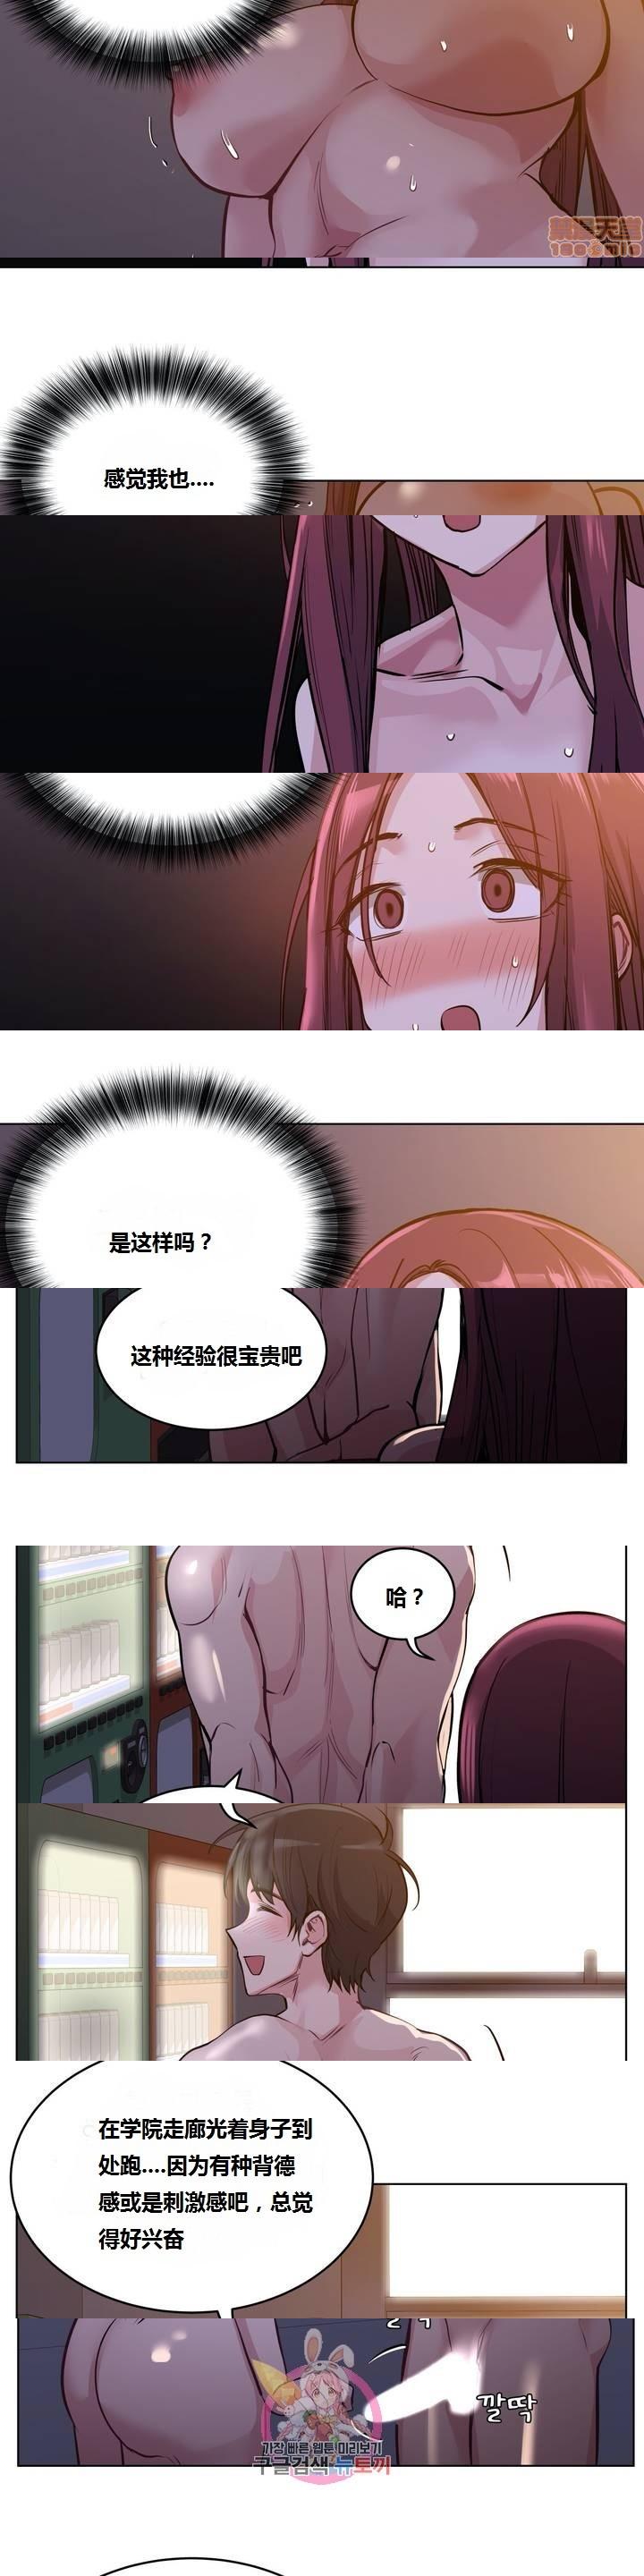 感觉我也....
是这样吗？
这种经验很宝贵吧
哈？
在学院走廊光着身子到
处跑....因为有种背德
感或是刺激感吧，总觉
得好兴奋
깔딱
가장 빠른 웹툰 미리보기
구글검색 뉴토끼